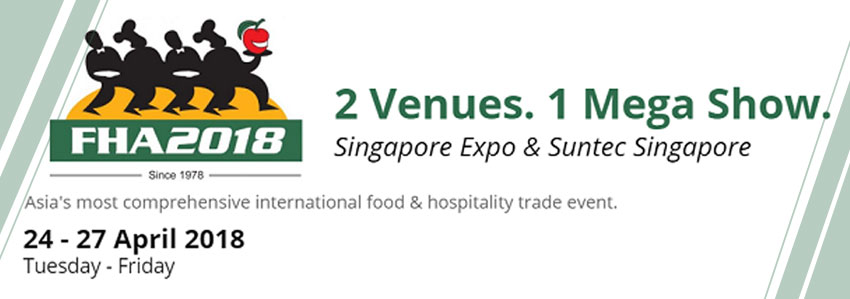 FHA2018
Since 1978
2 Venues. 1 Mega Show.
Singapore Expo & Suntec Singapore
Asia's most comprehensive international food & hospitality trade event.
24 - 27 April 2018
Tuesday - Friday